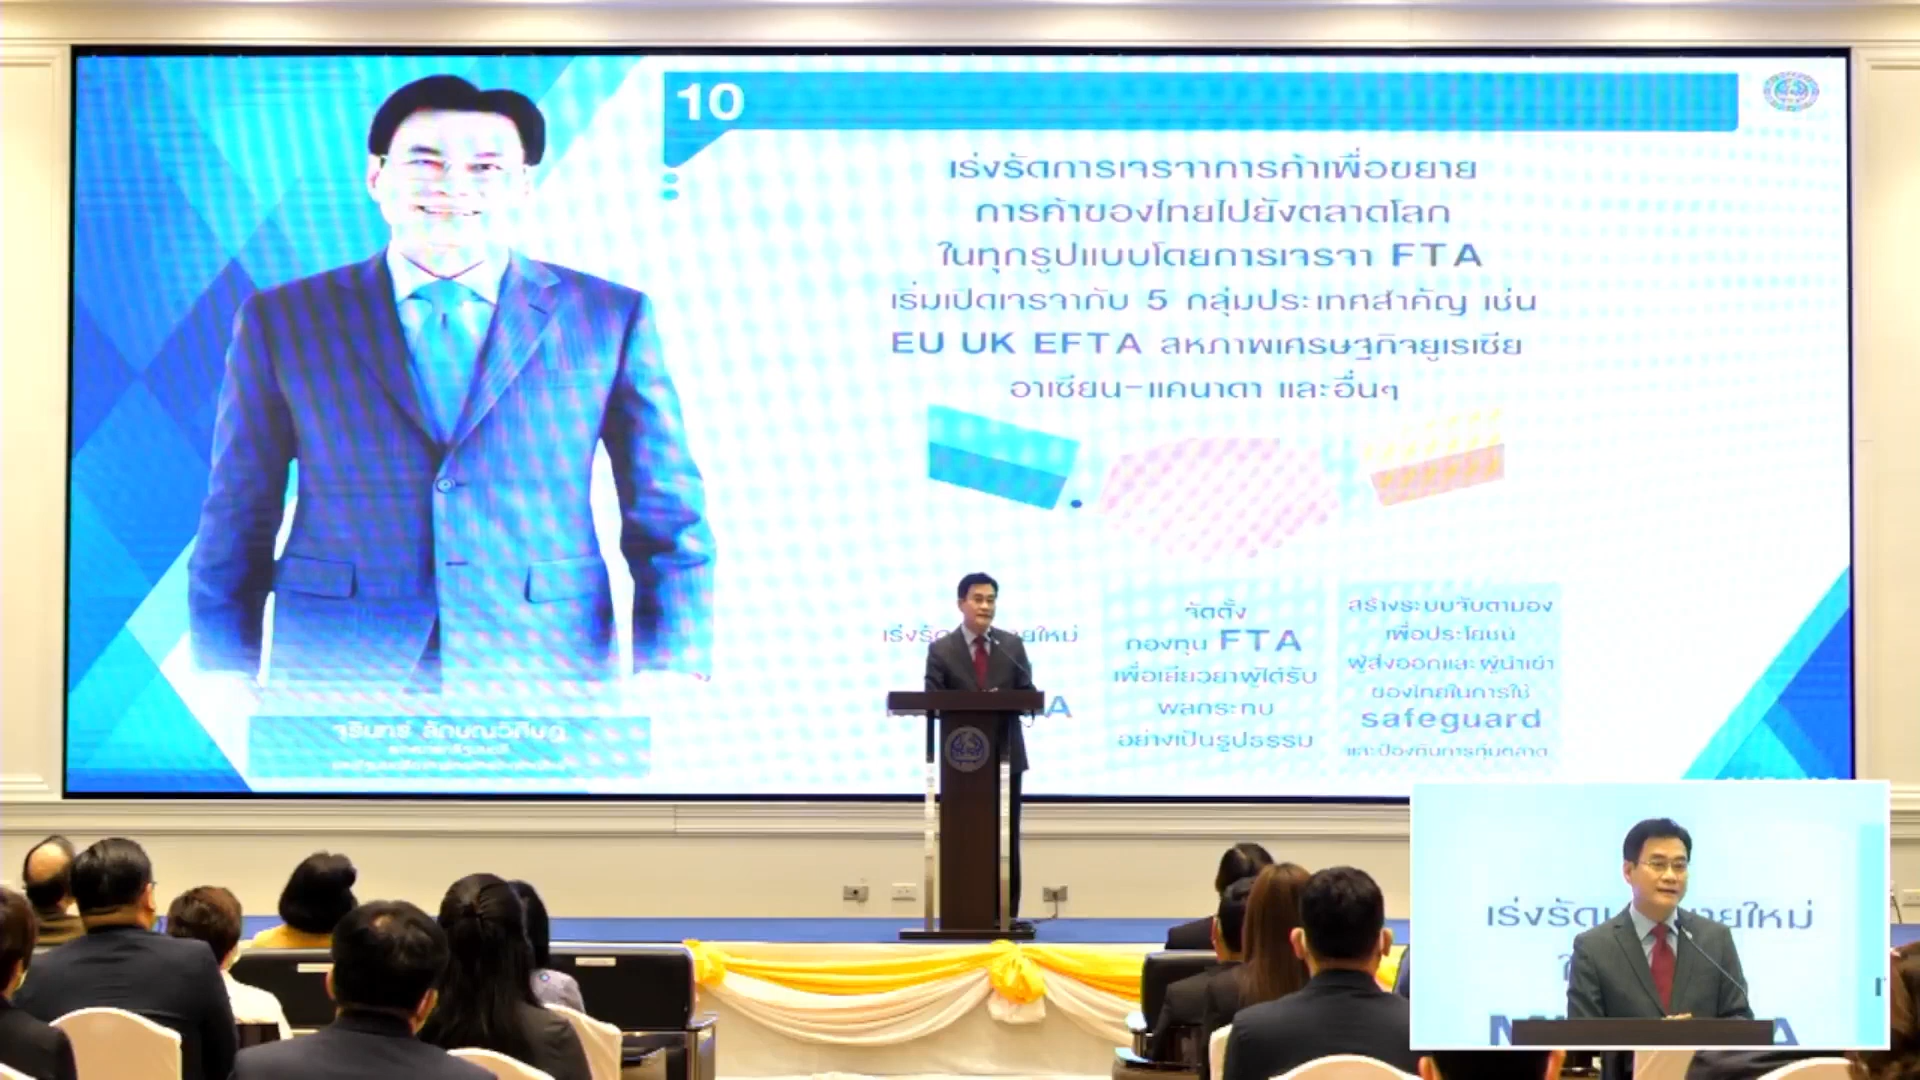 10
เร่งรัดการเจรจาการค้าเพื่อขยาย
การค้าของไทยไปยังตลาดโลก
ในทุกรูปแบบโดยการเจรจา FTA
เริ่มเปิดเจรจากับ 5 กลุ่มประเทศสำคัญ เช่น
EU UK EFTA สหภาพเศรษฐกิจยูเรเซีย
อาเซียน-แคนาดา และอื่นๆ
จัดตั้ง
กองทุน FTA
เพื่อเยียวยาผู้ได้รับ
ผลกระทบ
อย่างเป็นรูปธรรม
สร้างระบบจับตามอง
เพื่อประโยชน์
ผู้ส่งออกและผู้นำเข้า
ของไทยในการใช้
safeguard
และป้องกันการทุ่มตลาด
จุรินทร์ ลักษณวิศิษฏ์